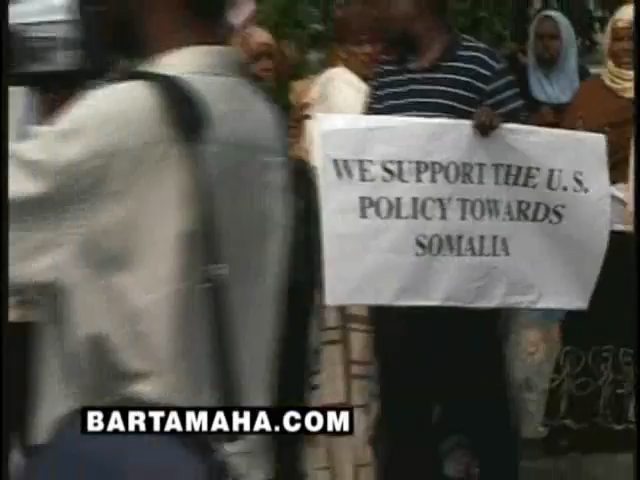 WE SUPPORT THE U.S.
POLICY TOWARDS
SOMALIA
BARTAMAHA.COM